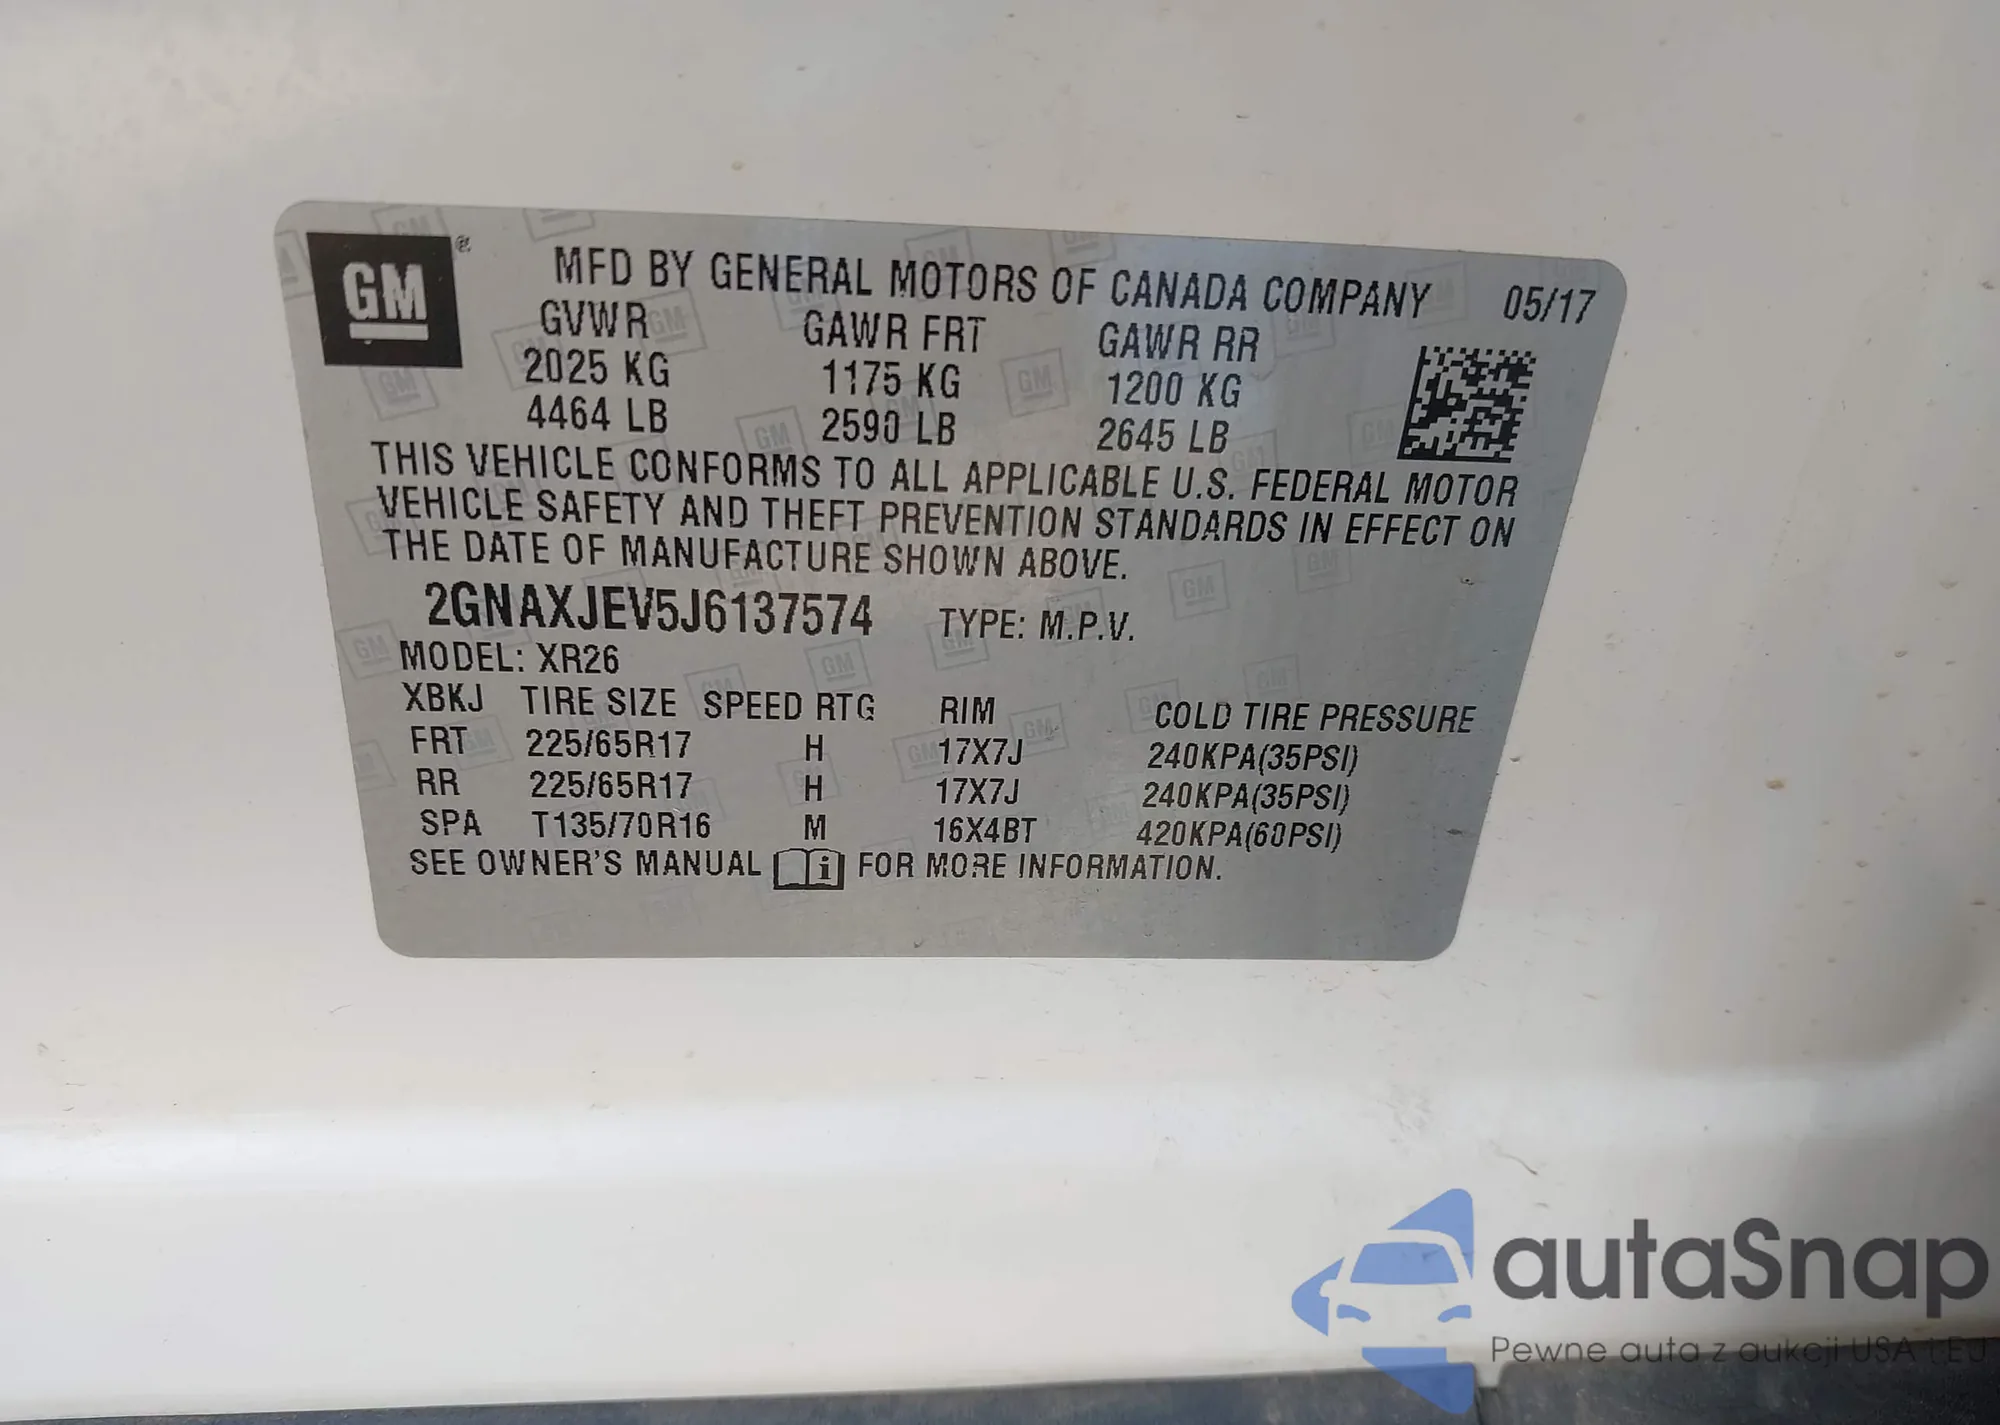 GM ®
MFD BY GENERAL MOTORS OF CANADA COMPANY 05/17
GVWR GAWR FRT GAWR RR
2025 KG 1175 KG 1200 KG
4464 LB 2590 LB 2645 LB
THIS VEHICLE CONFORMS TO ALL APPLICABLE U.S. FEDERAL MOTOR
VEHICLE SAFETY AND THEFT PREVENTION STANDARDS IN EFFECT ON
THE DATE OF MANUFACTURE SHOWN ABOVE.
2GNAXJEV5J6137574 TYPE: M.P.V.
MODEL: XR26
XBKJ TIRE SIZE SPEED RTG RIM COLD TIRE PRESSURE
FRT 225/65R17 H 17X7J 240KPA(35PSI)
RR 225/65R17 H 17X7J 240KPA(35PSI)
SPA T135/70R16 M 16X4BT 420KPA(60PSI)
SEE OWNER'S MANUAL i FOR MORE INFORMATION.
autaSnap
Pewne auta z aukcji USA i EU